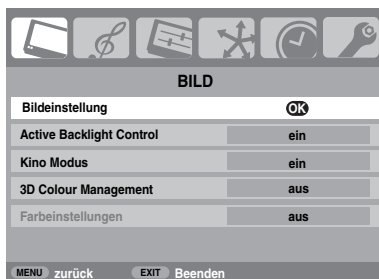 BILD
Bildeinstellung OK
Active Backlight Control ein
Kino Modus ein
3D Colour Management aus
Farbeinstellungen aus
MENU zurück EXIT Beenden